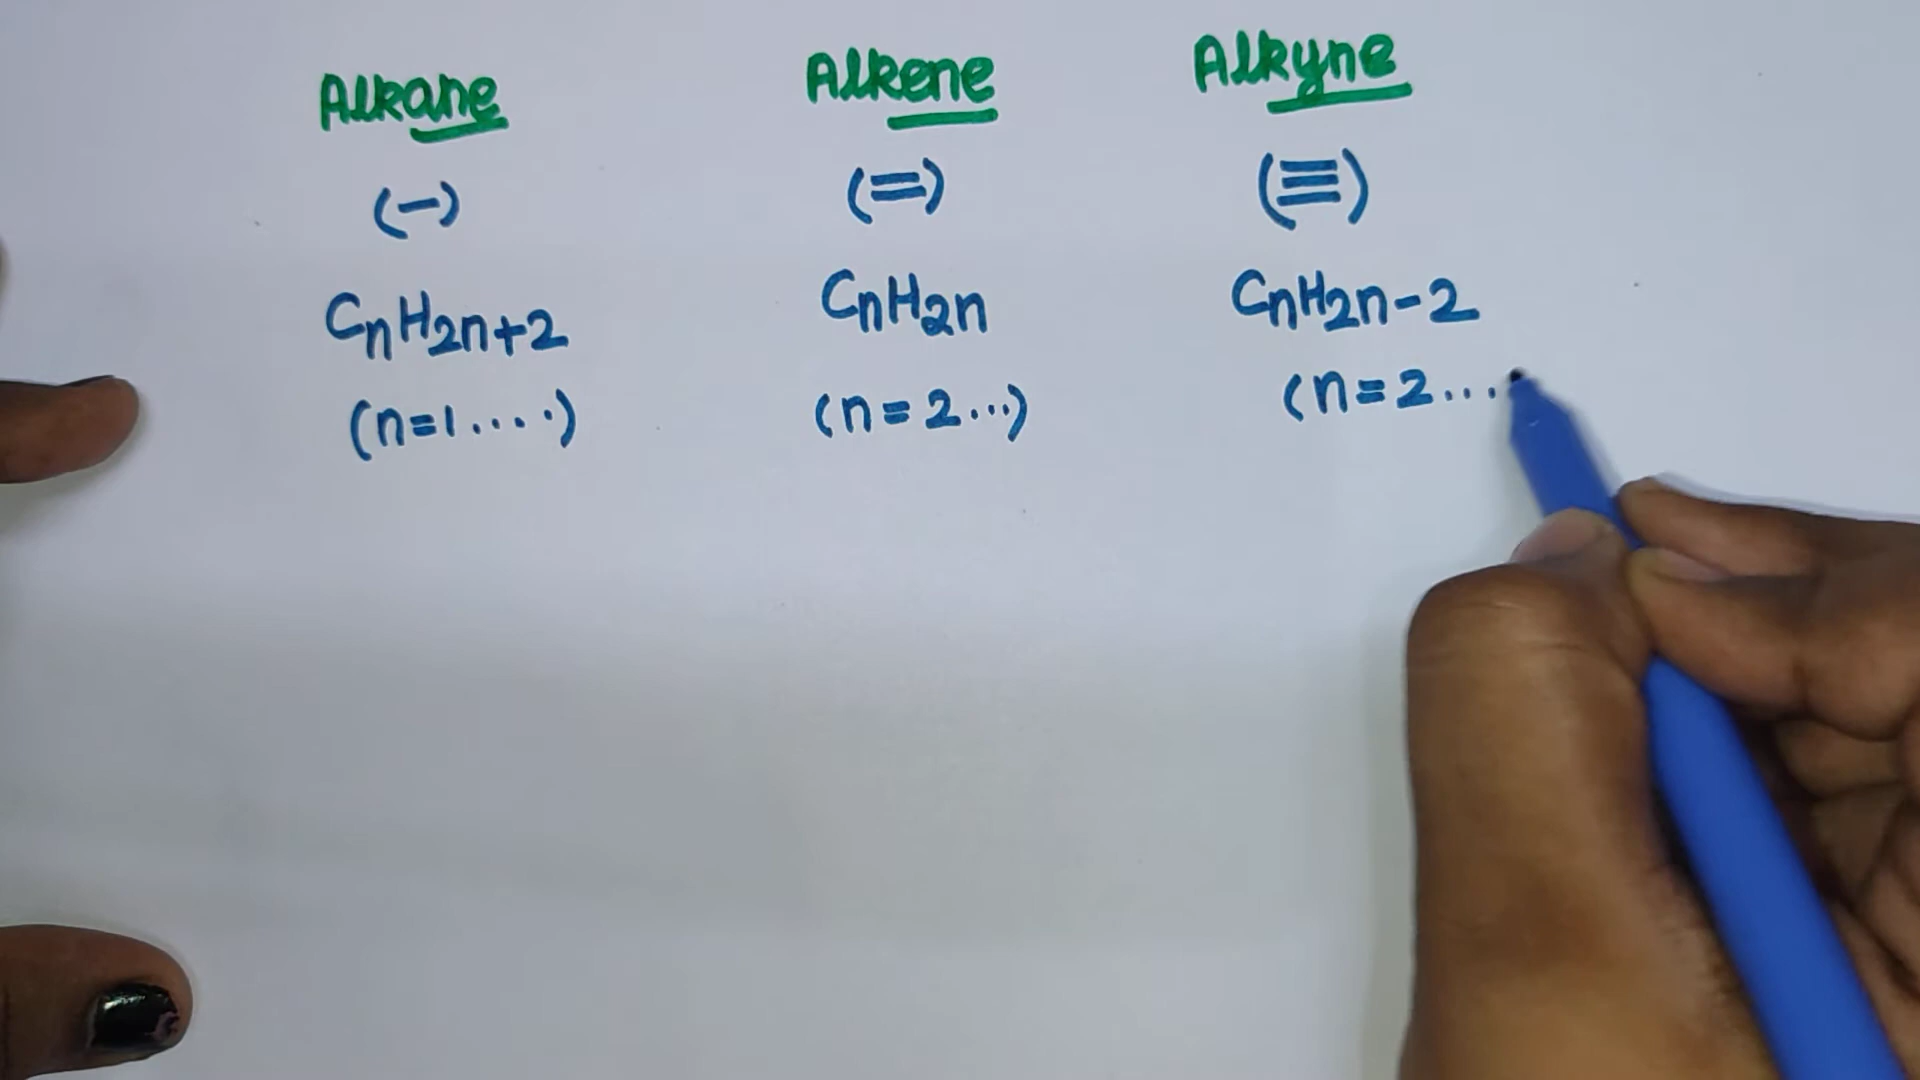 Alkane Alkene Alkyne
(-) (=) (≡)
CnH2n+2 CnH2n CnH2n-2
(n=1....) (n=2...) (n=2....